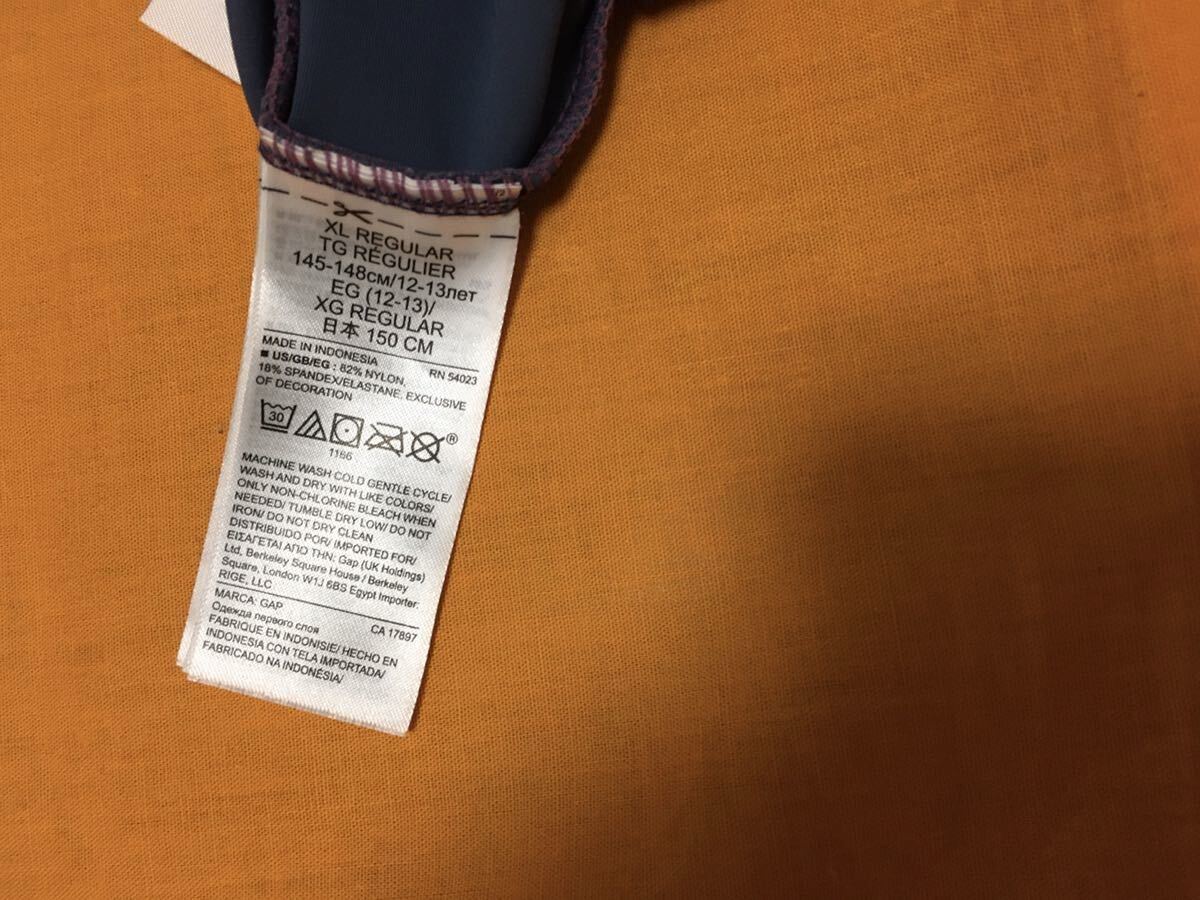 XL REGULAR
TG RÉGULIER
145-148см/12-13лет
EG (12-13)/
XG REGULAR
日本 150 CM
MADE IN INDONESIA
RN 54023
■ US/GB/EG : 82% NYLON,
18% SPANDEX/ELASTANE, EXCLUSIVE
OF DECORATION
30
®
1166
MACHINE WASH COLD GENTLE CYCLE/
WASH AND DRY WITH LIKE COLORS/
ONLY NON-CHLORINE BLEACH WHEN
NEEDED/ TUMBLE DRY LOW/ DO NOT
IRON/ DO NOT DRY CLEAN
DISTRIBUIDO POR/ IMPORTED FOR/
ΕΙΣΑΓΕΤΑΙ ΑΠΟ ΤΗΝ: Gap (UK Holdings)
Ltd, Berkeley Square House / Berkeley
Square, London W1J 6BS Egypt Importer:
RIGE, LLC
MARCA: GAP
CA 17897
Одежда первого слоя
FABRIQUE EN INDONISIE/ HECHO EN
INDONESIA CON TELA IMPORTADA/
FABRICADO NA INDONÉSIA/